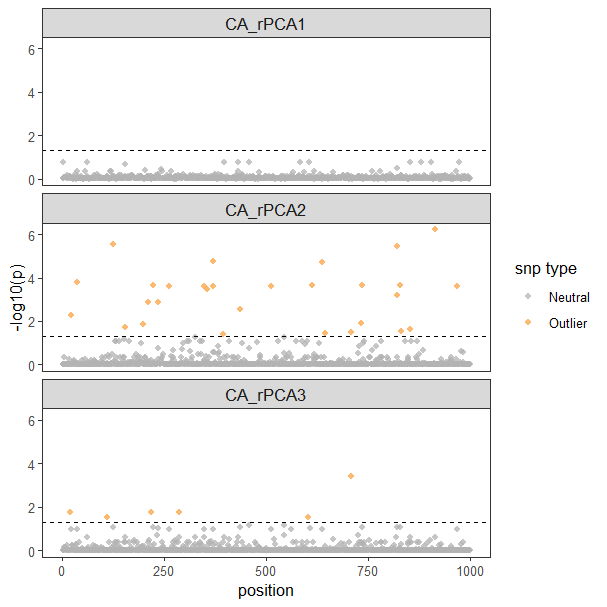 CA_rPCA1
6
4
2
0
CA_rPCA2
6
4
2
0
-log10(p)
snp type
Neutral
Outlier
CA_rPCA3
6
4
2
0
0 250 500 750 1000
position